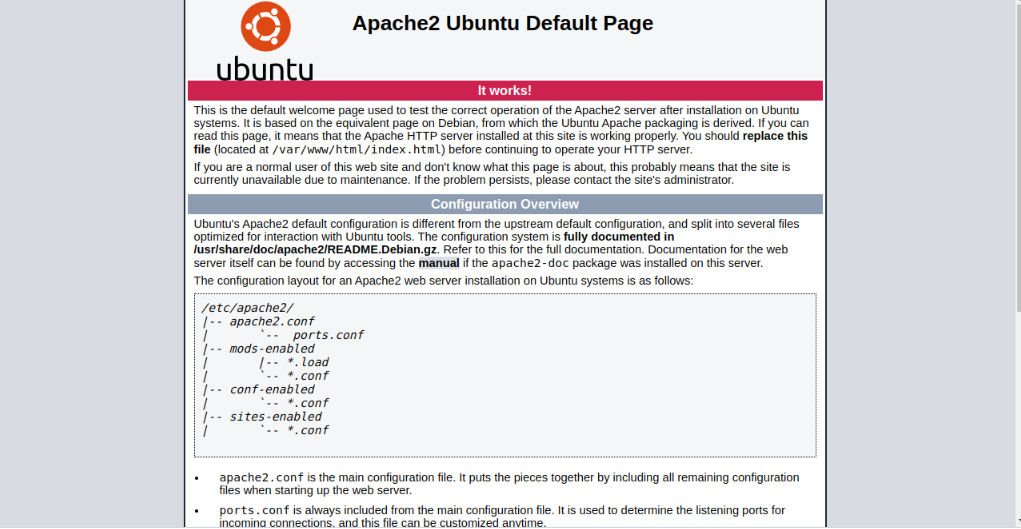 Apache2 Ubuntu Default Page
ubuntu
It works!
This is the default welcome page used to test the correct operation of the Apache2 server after installation on Ubuntu
systems. It is based on the equivalent page on Debian, from which the Ubuntu Apache packaging is derived. If you can
read this page, it means that the Apache HTTP server installed at this site is working properly. You should replace this
file (located at /var/www/html/index.html) before continuing to operate your HTTP server.
If you are a normal user of this web site and don't know what this page is about, this probably means that the site is
currently unavailable due to maintenance. If the problem persists, please contact the site's administrator.
Configuration Overview
Ubuntu's Apache2 default configuration is different from the upstream default configuration, and split into several files
optimized for interaction with Ubuntu tools. The configuration system is fully documented in
/usr/share/doc/apache2/README.Debian.gz. Refer to this for the full documentation. Documentation for the web
server itself can be found by accessing the manual if the apache2-doc package was installed on this server.
The configuration layout for an Apache2 web server installation on Ubuntu systems is as follows:
/etc/apache2/
|-- apache2.conf
|       `--  ports.conf
|-- mods-enabled
|       |-- *.load
|       `-- *.conf
|-- conf-enabled
|       `-- *.conf
|-- sites-enabled
|       `-- *.conf
• apache2.conf is the main configuration file. It puts the pieces together by including all remaining configuration
files when starting up the web server.
• ports.conf is always included from the main configuration file. It is used to determine the listening ports for
incoming connections, and this file can be customized anytime.